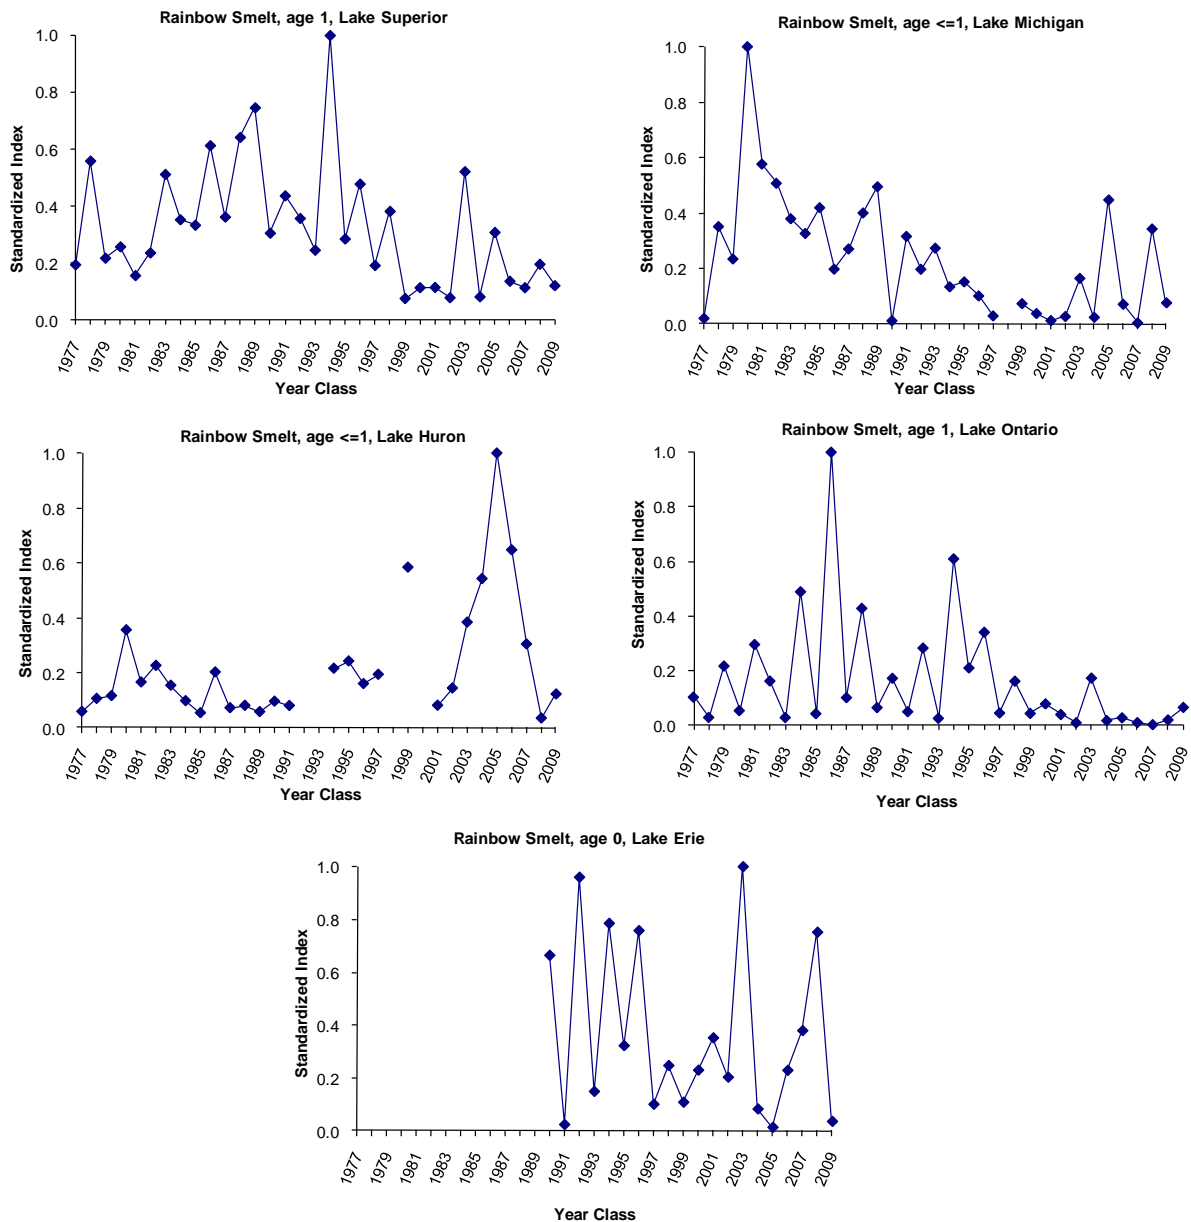 Rainbow Smelt, age 1, Lake Superior
1.0
0.8
0.6
0.4
0.2
0.0
Standardized Index
1977 1979 1981 1983 1985 1987 1989 1991 1993 1995 1997 1999 2001 2003 2005 2007 2009
Year Class
Rainbow Smelt, age <=1, Lake Michigan
1.0
0.8
0.6
0.4
0.2
0.0
Standardized Index
1977 1979 1981 1983 1985 1987 1989 1991 1993 1995 1997 1999 2001 2003 2005 2007 2009
Year Class
Rainbow Smelt, age <=1, Lake Huron
1.0
0.8
0.6
0.4
0.2
0.0
Standardized Index
1977 1979 1981 1983 1985 1987 1989 1991 1993 1995 1997 1999 2001 2003 2005 2007 2009
Year Class
Rainbow Smelt, age 1, Lake Ontario
1.0
0.8
0.6
0.4
0.2
0.0
Standardized Index
1977 1979 1981 1983 1985 1987 1989 1991 1993 1995 1997 1999 2001 2003 2005 2007 2009
Year Class
Rainbow Smelt, age 0, Lake Erie
1.0
0.8
0.6
0.4
0.2
0.0
Standardized Index
1977 1979 1981 1983 1985 1987 1989 1991 1993 1995 1997 1999 2001 2003 2005 2007 2009
Year Class